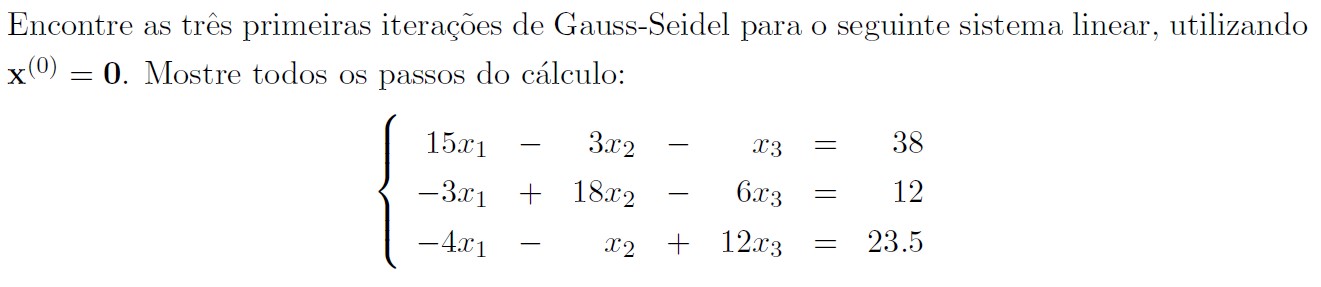 Encontre as três primeiras iterações de Gauss-Seidel para o seguinte sistema linear, utilizando
x⁽⁰⁾ = 0. Mostre todos os passos do cálculo:
15x₁ − 3x₂ − x₃ = 38
−3x₁ + 18x₂ − 6x₃ = 12
−4x₁ − x₂ + 12x₃ = 23.5